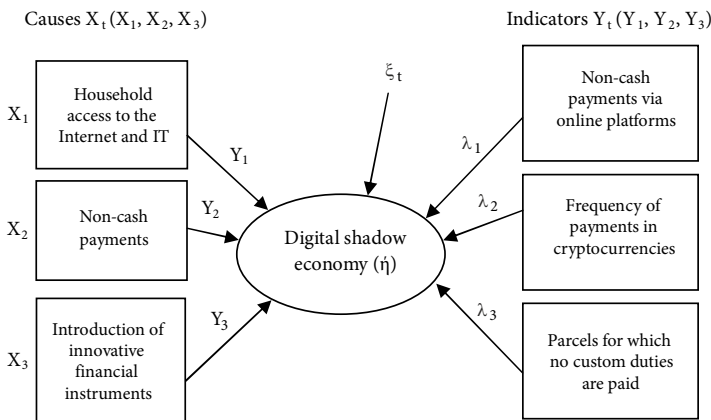 Causes X t (X1, X2, X3)
Indicators Y t (Y1, Y2, Y3)
X1
Household
access to the
Internet and IT
Y1
X2
Non-cash
payments
Y2
X3
Introduction of
innovative
financial
instruments
Y3
ξt
Digital shadow
economy (ή)
λ1
Non-cash
payments via
online platforms
λ2
Frequency of
payments in
cryptocurrencies
λ3
Parcels for which
no custom duties
are paid